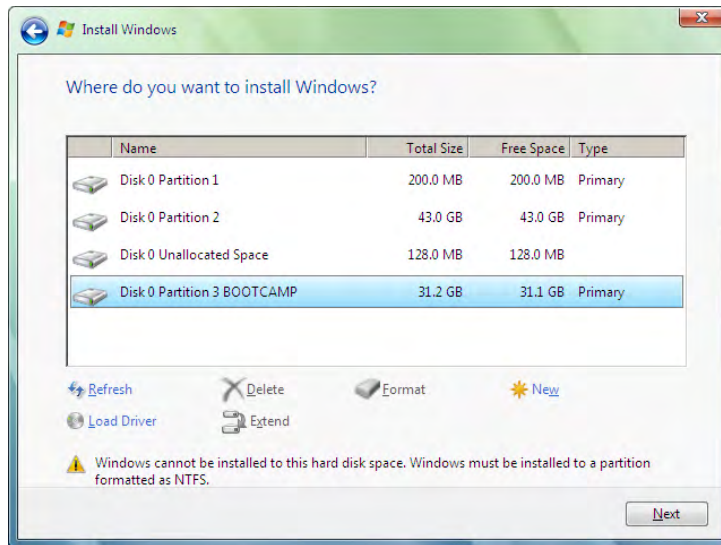 Install Windows
Where do you want to install Windows?
Name Total Size Free Space Type
Disk 0 Partition 1 200.0 MB 200.0 MB Primary
Disk 0 Partition 2 43.0 GB 43.0 GB Primary
Disk 0 Unallocated Space 128.0 MB 128.0 MB
Disk 0 Partition 3 BOOTCAMP 31.2 GB 31.1 GB Primary
Refresh Delete Format New
Load Driver Extend
Windows cannot be installed to this hard disk space. Windows must be installed to a partition
formatted as NTFS.
Next